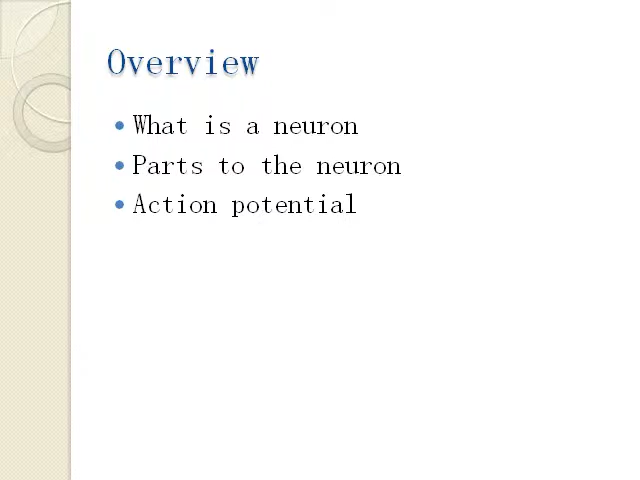 Overview
What is a neuron
Parts to the neuron
Action potential